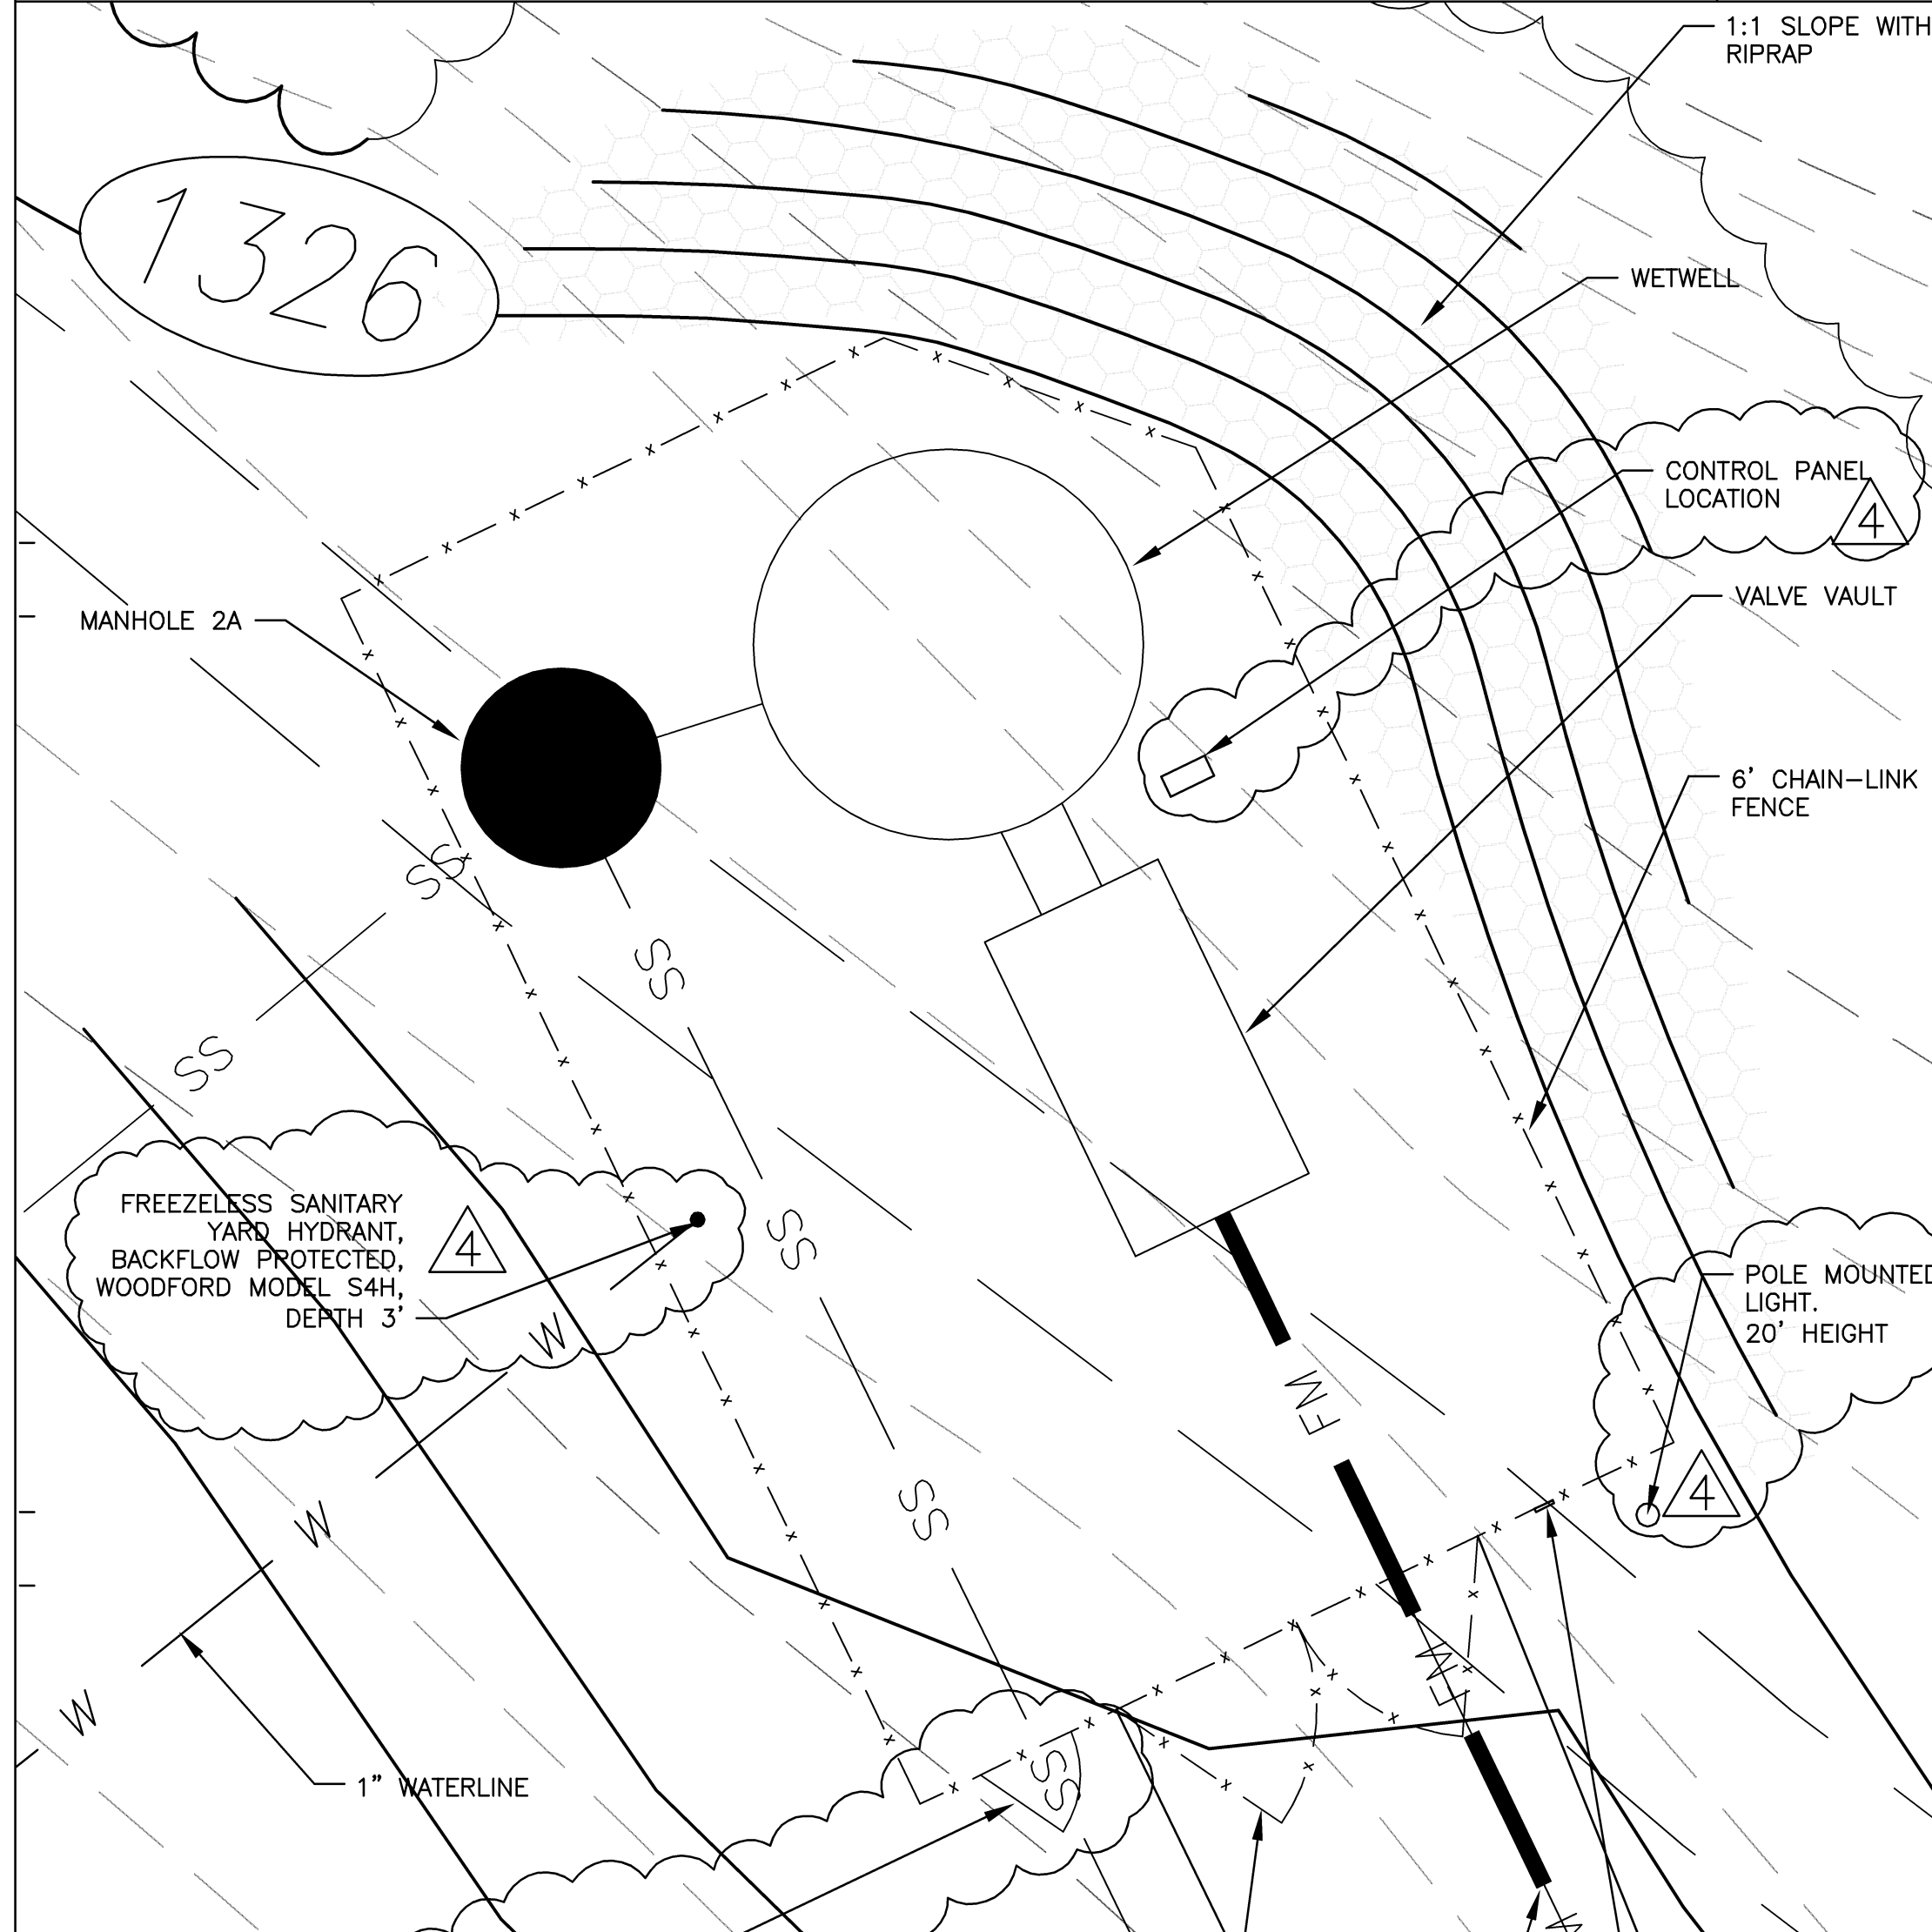 1:1 SLOPE WITH
RIPRAP
1326
WETWELL
CONTROL PANEL
LOCATION
4
VALVE VAULT
MANHOLE 2A
6' CHAIN-LINK
FENCE
SS
SS
SS
FREEZELESS SANITARY
YARD HYDRANT,
BACKFLOW PROTECTED,
WOODFORD MODEL S4H,
DEPTH 3'
4
SS
POLE MOUNTED
LIGHT.
20' HEIGHT
4
W
FM
SS
W
FM
W
SS
1" WATERLINE